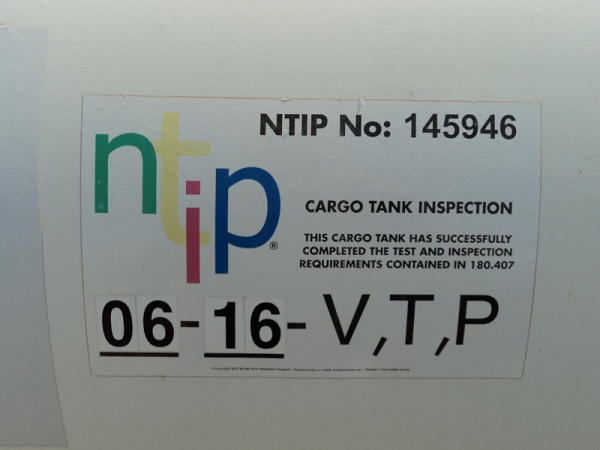 NTIP No: 145946
ntip®
CARGO TANK INSPECTION
THIS CARGO TANK HAS SUCCESSFULLY
COMPLETED THE TEST AND INSPECTION
REQUIREMENTS CONTAINED IN 180.407
06-16-V,T,P